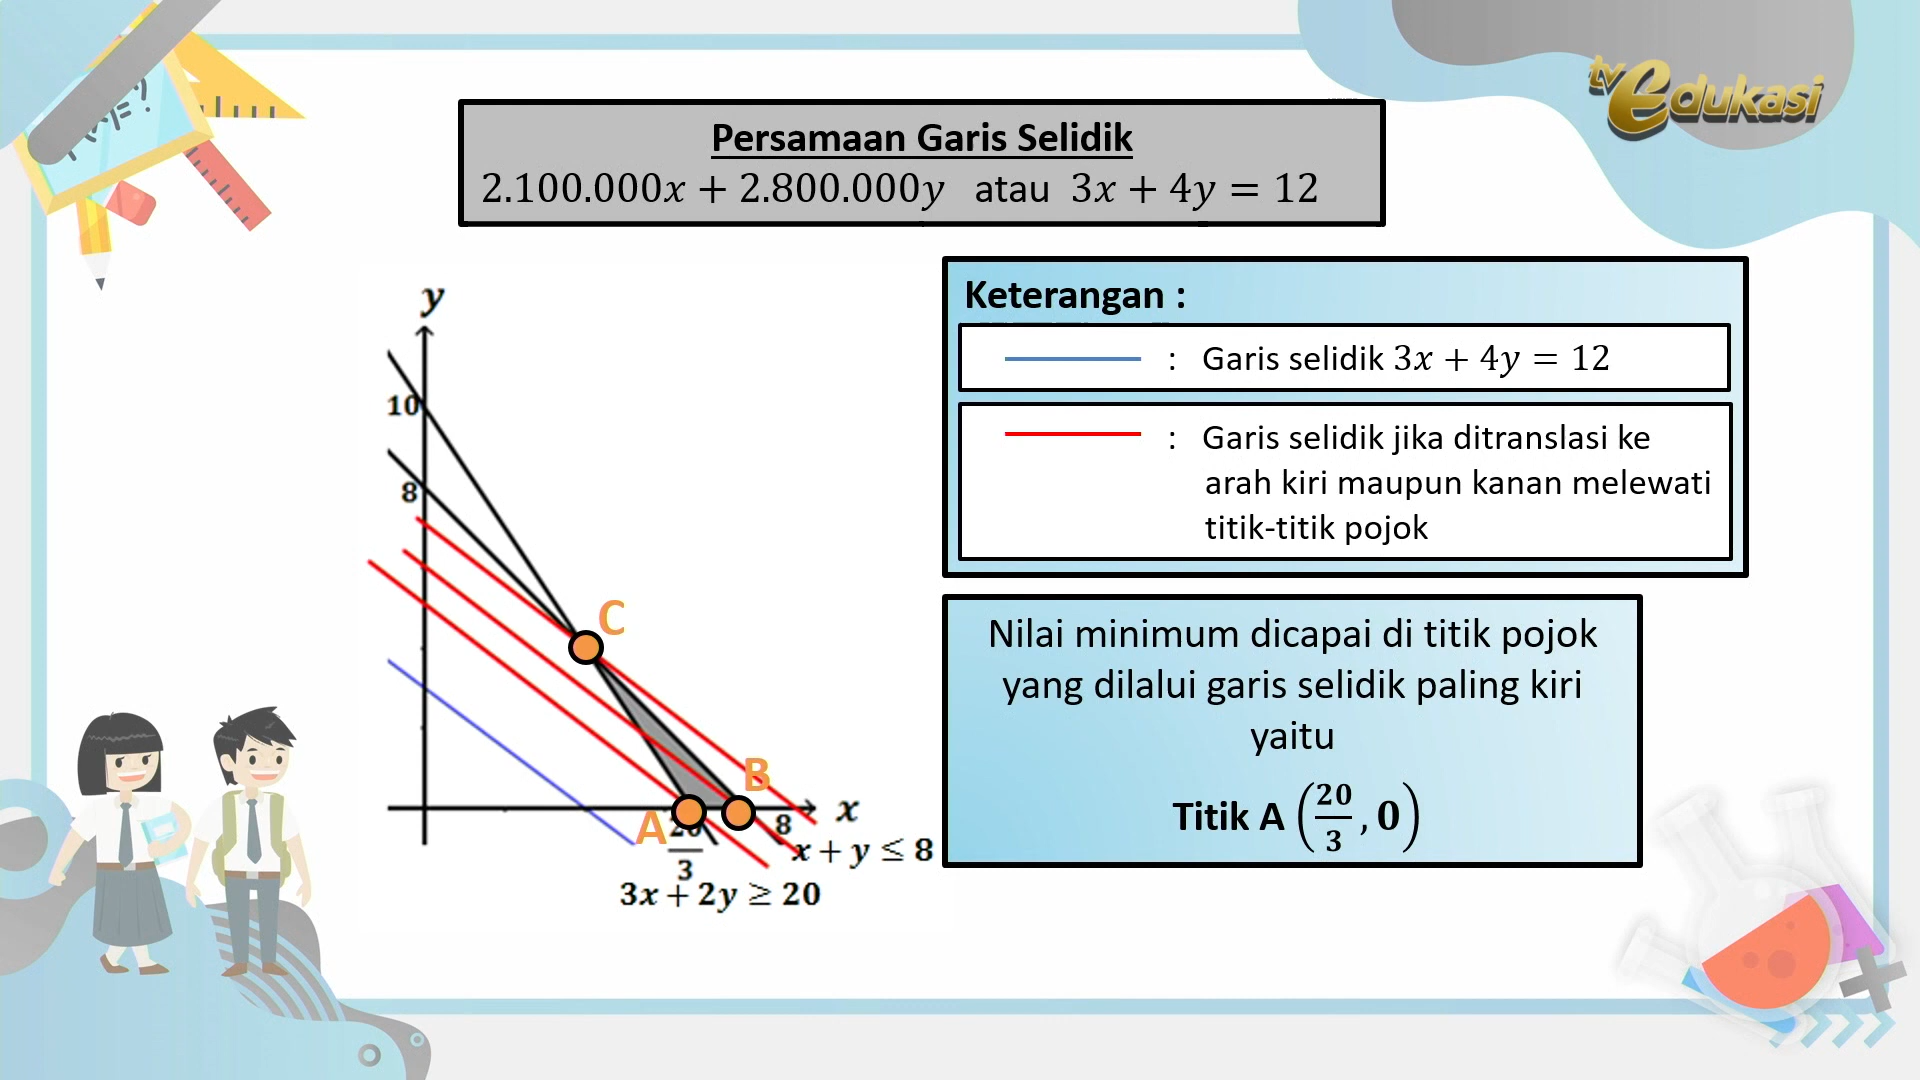 tv edukasi
Persamaan Garis Selidik
2.100.000x + 2.800.000y atau 3x + 4y = 12
Keterangan :
: Garis selidik 3x + 4y = 12
: Garis selidik jika ditranslasi ke
arah kiri maupun kanan melewati
titik-titik pojok
y
10
8
C
B
A
20/3
8
x
x + y ≤ 8
3x + 2y ≥ 20
Nilai minimum dicapai di titik pojok
yang dilalui garis selidik paling kiri
yaitu
Titik A (20/3, 0)